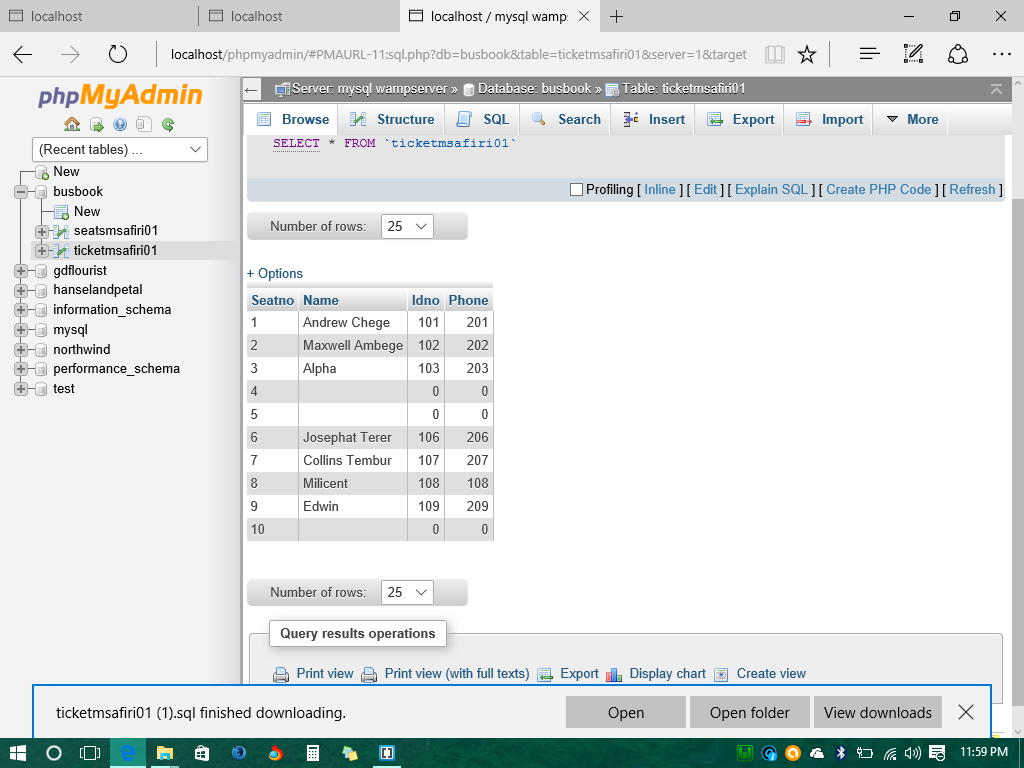 localhost
localhost
localhost / mysql wamp
localhost/phpmyadmin/#PMAURL-11:sql.php?db=busbook&table=ticketmsafiri01&server=1&target
phpMyAdmin
(Recent tables) ...
New
busbook
New
seatsmsafiri01
ticketmsafiri01
gdflourist
hanselandpetal
information_schema
mysql
northwind
performance_schema
test
Server: mysql wampserver » Database: busbook » Table: ticketmsafiri01
Browse Structure SQL Search Insert Export Import More
SELECT * FROM `ticketmsafiri01`
Profiling [ Inline ] [ Edit ] [ Explain SQL ] [ Create PHP Code ] [ Refresh ]
Number of rows: 25
+ Options
Seatno Name Idno Phone
1 Andrew Chege 101 201
2 Maxwell Ambege 102 202
3 Alpha 103 203
4 0 0
5 0 0
6 Josephat Terer 106 206
7 Collins Tembur 107 207
8 Milicent 108 108
9 Edwin 109 209
10 0 0
Number of rows: 25
Query results operations
Print view Print view (with full texts) Export Display chart Create view
ticketmsafiri01 (1).sql finished downloading.
Open Open folder View downloads
11:59 PM